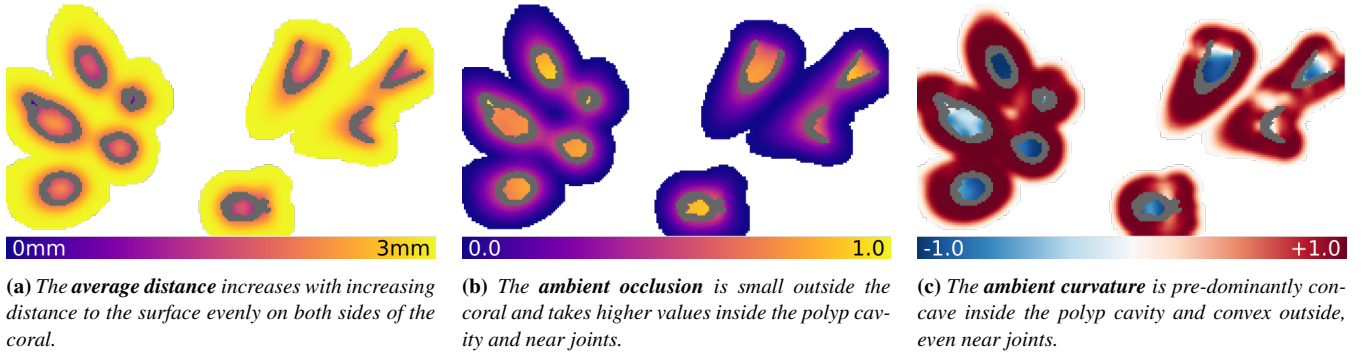 0mm 3mm
0.0 1.0
-1.0 +1.0
(a) The average distance increases with increasing
distance to the surface evenly on both sides of the
coral.
(b) The ambient occlusion is small outside the
coral and takes higher values inside the polyp cav-
ity and near joints.
(c) The ambient curvature is pre-dominantly con-
cave inside the polyp cavity and convex outside,
even near joints.